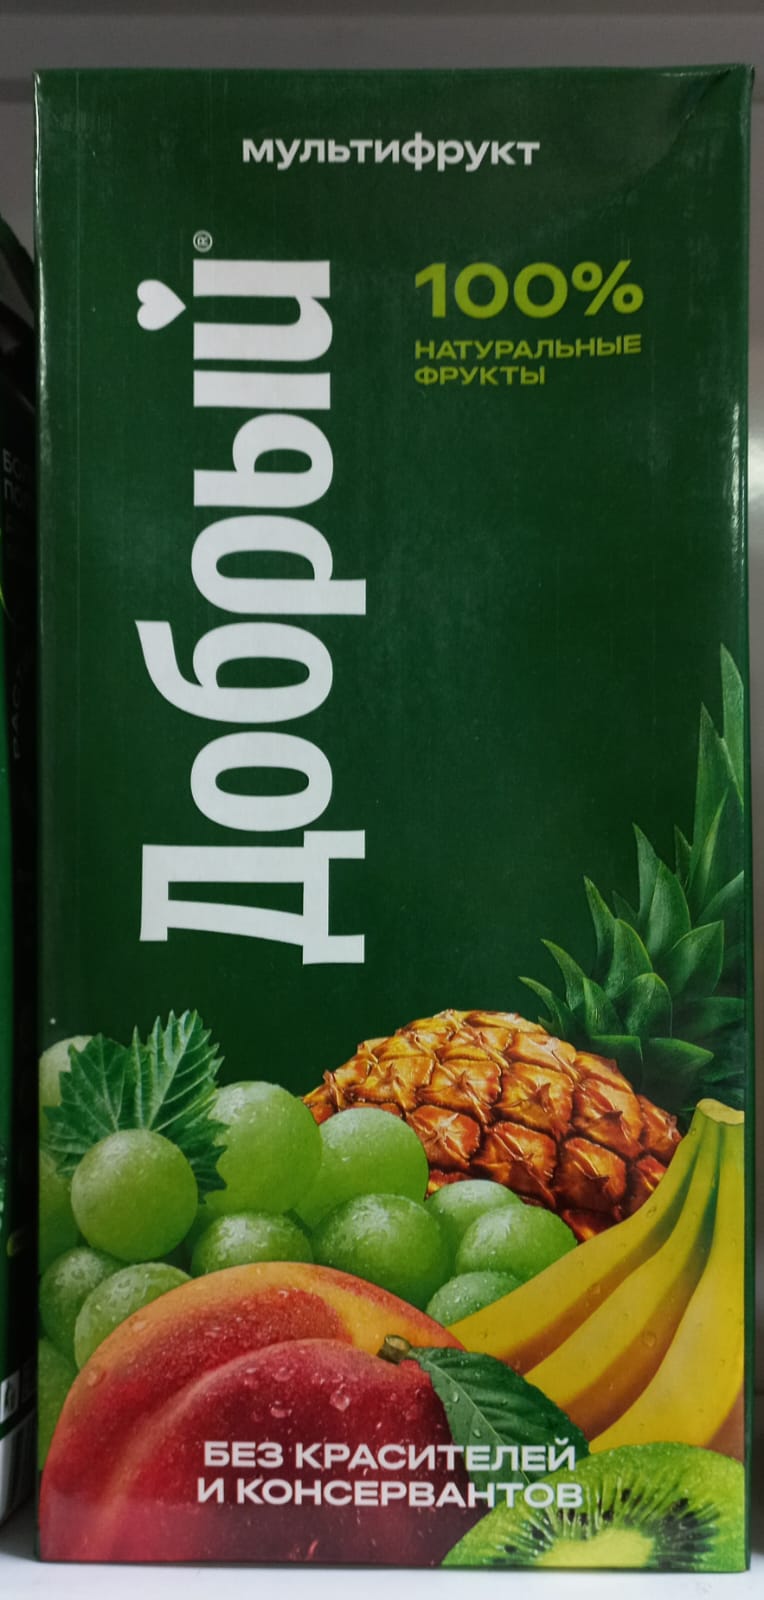 мультифрукт
Добрый®
100%
НАТУРАЛЬНЫЕ
ФРУКТЫ
БЕЗ КРАСИТЕЛЕЙ
И КОНСЕРВАНТОВ